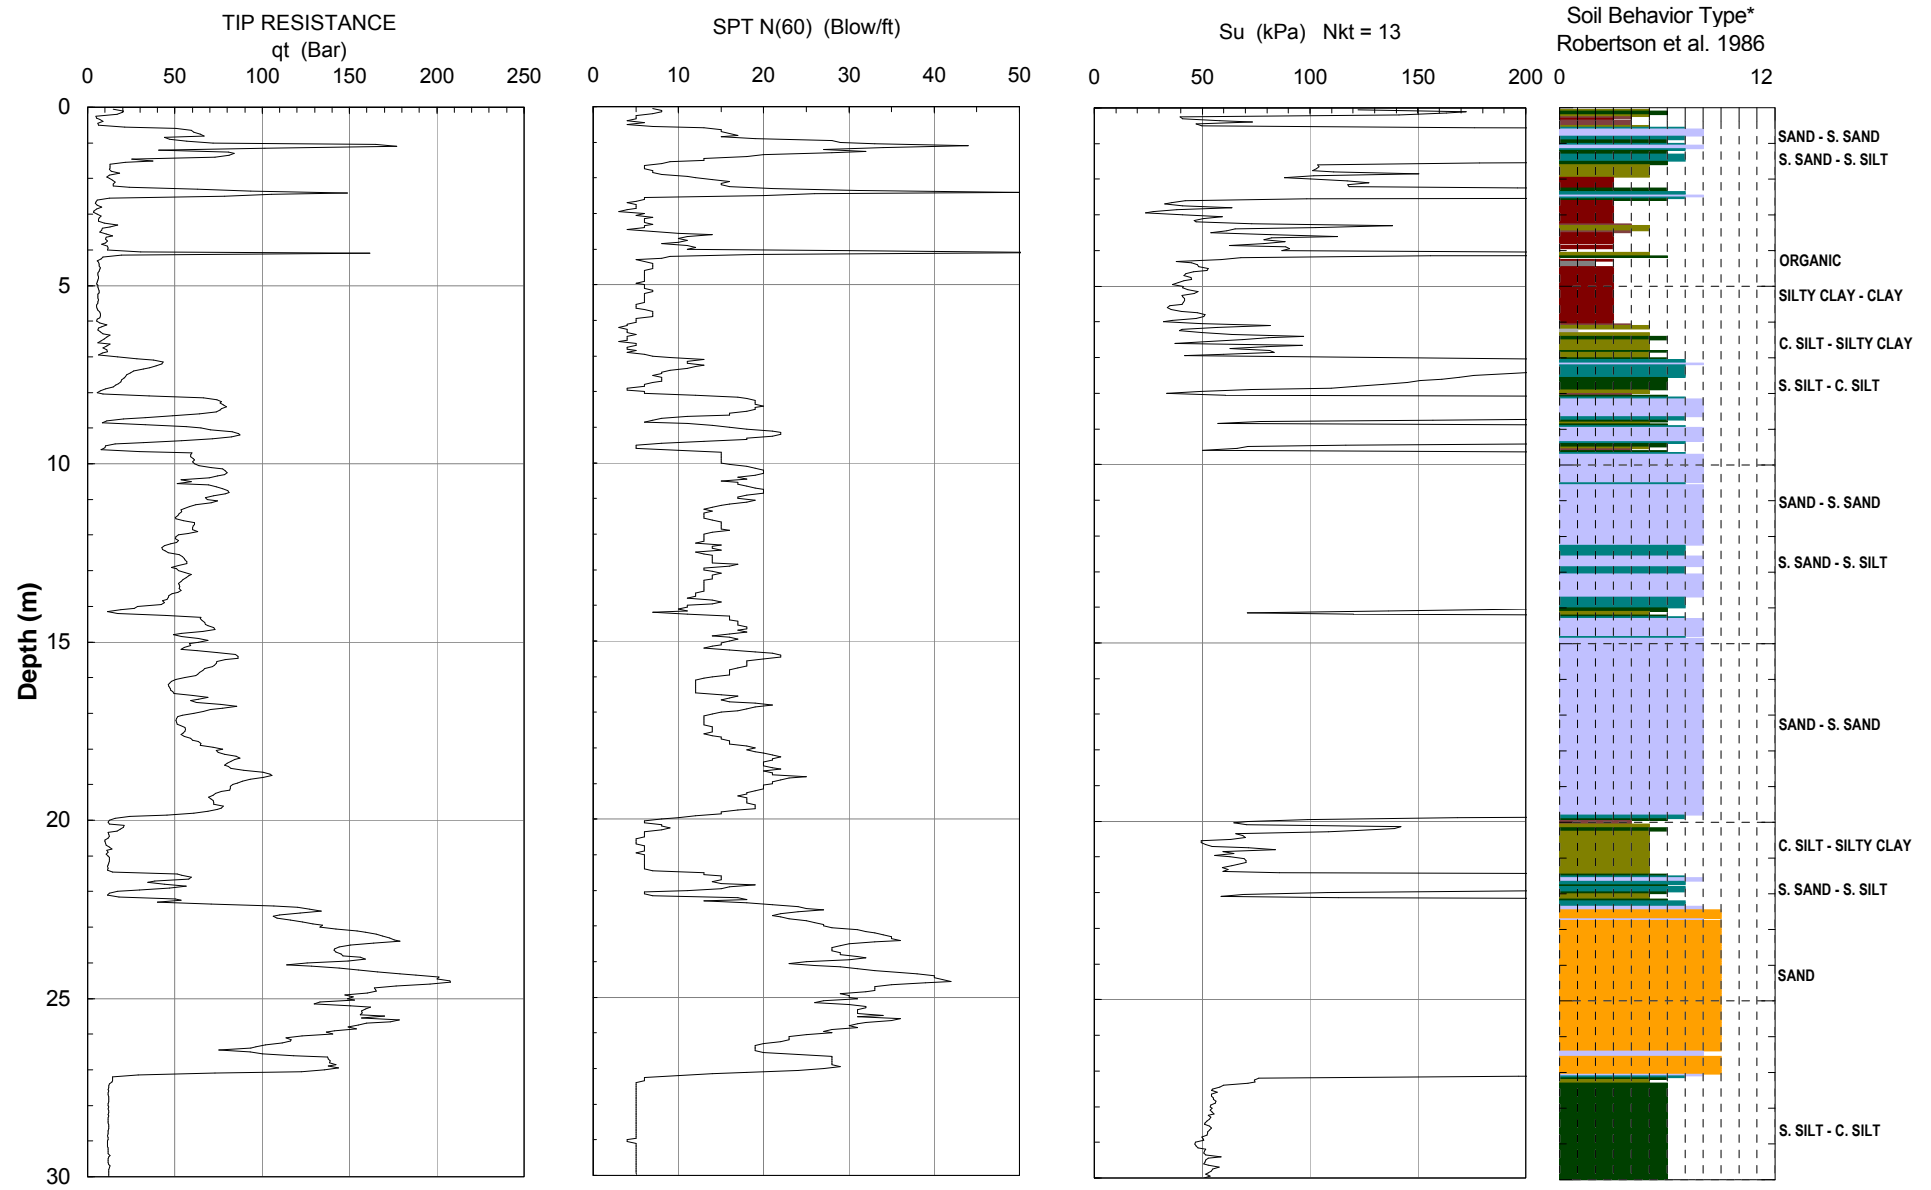 TIP RESISTANCE
qt (Bar)
SPT N(60) (Blow/ft)
Su (kPa) Nkt = 13
Soil Behavior Type*
Robertson et al. 1986
0 50 100 150 200 250
0 10 20 30 40 50
0 50 100 150 200
0 12
Depth (m)
0
5
10
15
20
25
30
SAND - S. SAND
S. SAND - S. SILT
ORGANIC
SILTY CLAY - CLAY
C. SILT - SILTY CLAY
S. SILT - C. SILT
SAND - S. SAND
S. SAND - S. SILT
SAND - S. SAND
C. SILT - SILTY CLAY
S. SAND - S. SILT
SAND
S. SILT - C. SILT